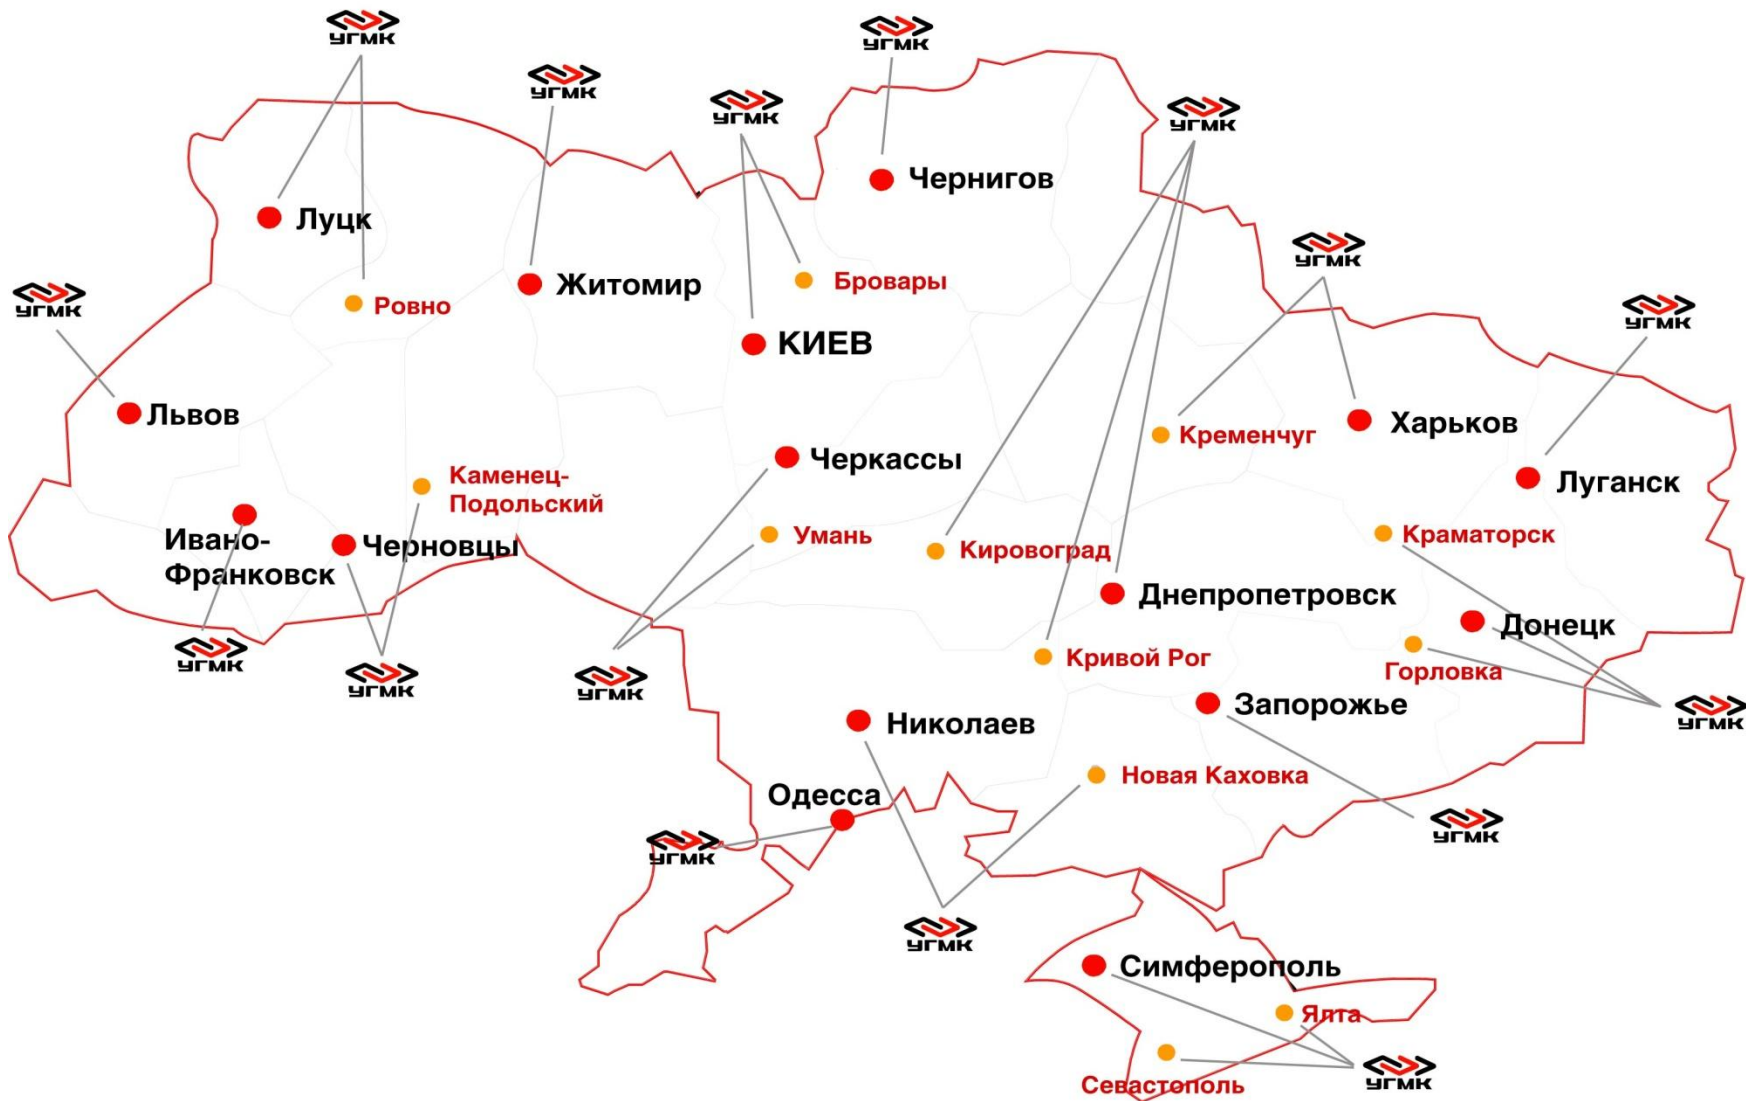 УГМК
УГМК
УГМК
УГМК
УГМК
Чернигов
Луцк
УГМК
Житомир
Бровары
УГМК
Ровно
УГМК
КИЕВ
Львов
Харьков
Кременчуг
Черкассы
Каменец-
Подольский
Луганск
Умань
Краматорск
Ивано-
Франковск
Черновцы
Кировоград
Днепропетровск
Донецк
УГМК
УГМК
УГМК
Кривой Рог
Горловка
Запорожье
УГМК
Николаев
Новая Каховка
Одесса
УГМК
УГМК
УГМК
Симферополь
Ялта
Севастополь
УГМК